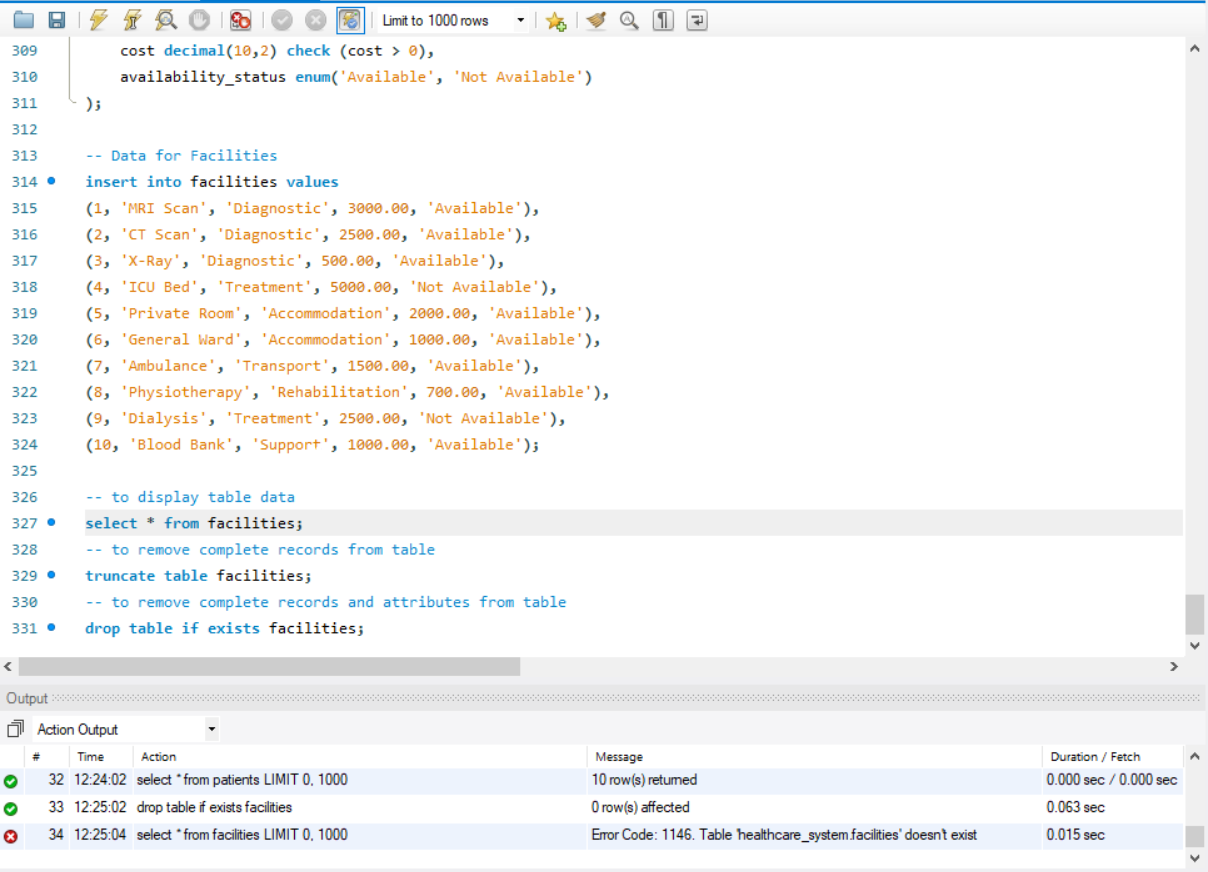 Limit to 1000 rows
309 cost decimal(10,2) check (cost > 0),
310 availability_status enum('Available', 'Not Available')
311 );
312
313 -- Data for Facilities
314 insert into facilities values
315 (1, 'MRI Scan', 'Diagnostic', 3000.00, 'Available'),
316 (2, 'CT Scan', 'Diagnostic', 2500.00, 'Available'),
317 (3, 'X-Ray', 'Diagnostic', 500.00, 'Available'),
318 (4, 'ICU Bed', 'Treatment', 5000.00, 'Not Available'),
319 (5, 'Private Room', 'Accommodation', 2000.00, 'Available'),
320 (6, 'General Ward', 'Accommodation', 1000.00, 'Available'),
321 (7, 'Ambulance', 'Transport', 1500.00, 'Available'),
322 (8, 'Physiotherapy', 'Rehabilitation', 700.00, 'Available'),
323 (9, 'Dialysis', 'Treatment', 2500.00, 'Not Available'),
324 (10, 'Blood Bank', 'Support', 1000.00, 'Available');
325
326 -- to display table data
327 select * from facilities;
328 -- to remove complete records from table
329 truncate table facilities;
330 -- to remove complete records and attributes from table
331 drop table if exists facilities;
Output
Action Output
# Time Action Message Duration / Fetch
32 12:24:02 select * from patients LIMIT 0, 1000 10 row(s) returned 0.000 sec / 0.000 sec
33 12:25:02 drop table if exists facilities 0 row(s) affected 0.063 sec
34 12:25:04 select * from facilities LIMIT 0, 1000 Error Code: 1146. Table 'healthcare_system.facilities' doesn't exist 0.015 sec